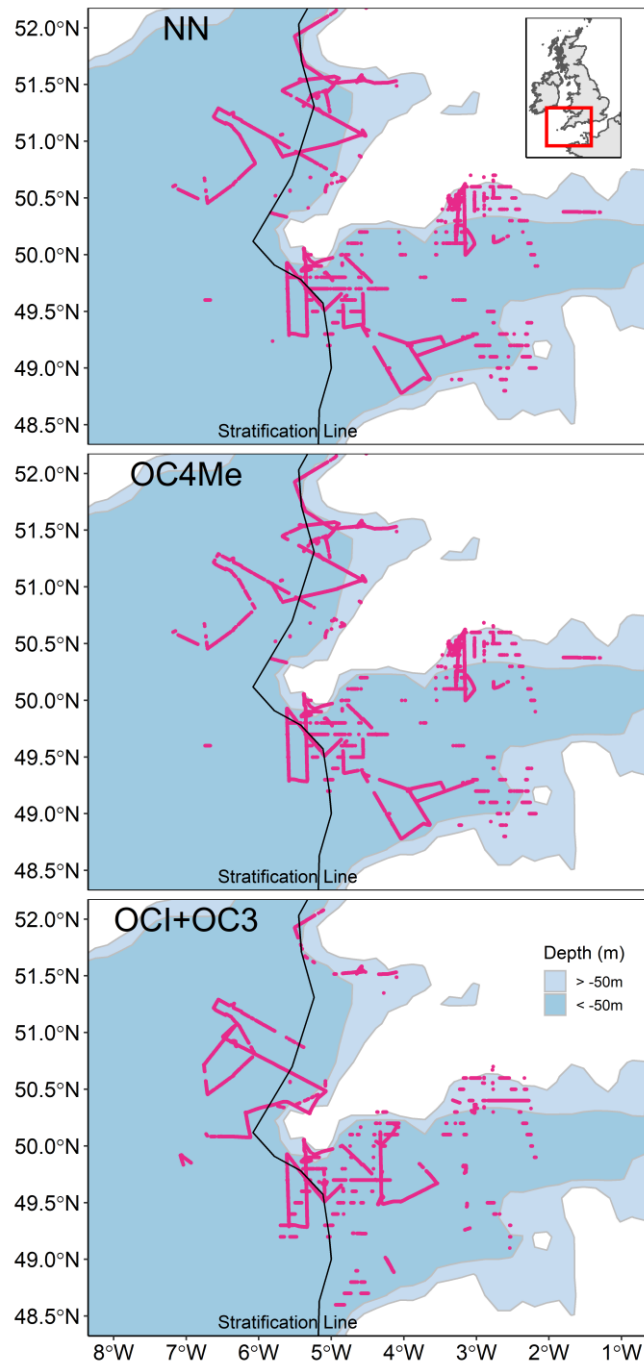 NN
52.0°N
51.5°N
51.0°N
50.5°N
50.0°N
49.5°N
49.0°N
48.5°N
Stratification Line
OC4Me
52.0°N
51.5°N
51.0°N
50.5°N
50.0°N
49.5°N
49.0°N
48.5°N
Stratification Line
OCI+OC3
52.0°N
51.5°N
51.0°N
50.5°N
50.0°N
49.5°N
49.0°N
48.5°N
Depth (m)
> -50m
< -50m
Stratification Line
8°W 7°W 6°W 5°W 4°W 3°W 2°W 1°W